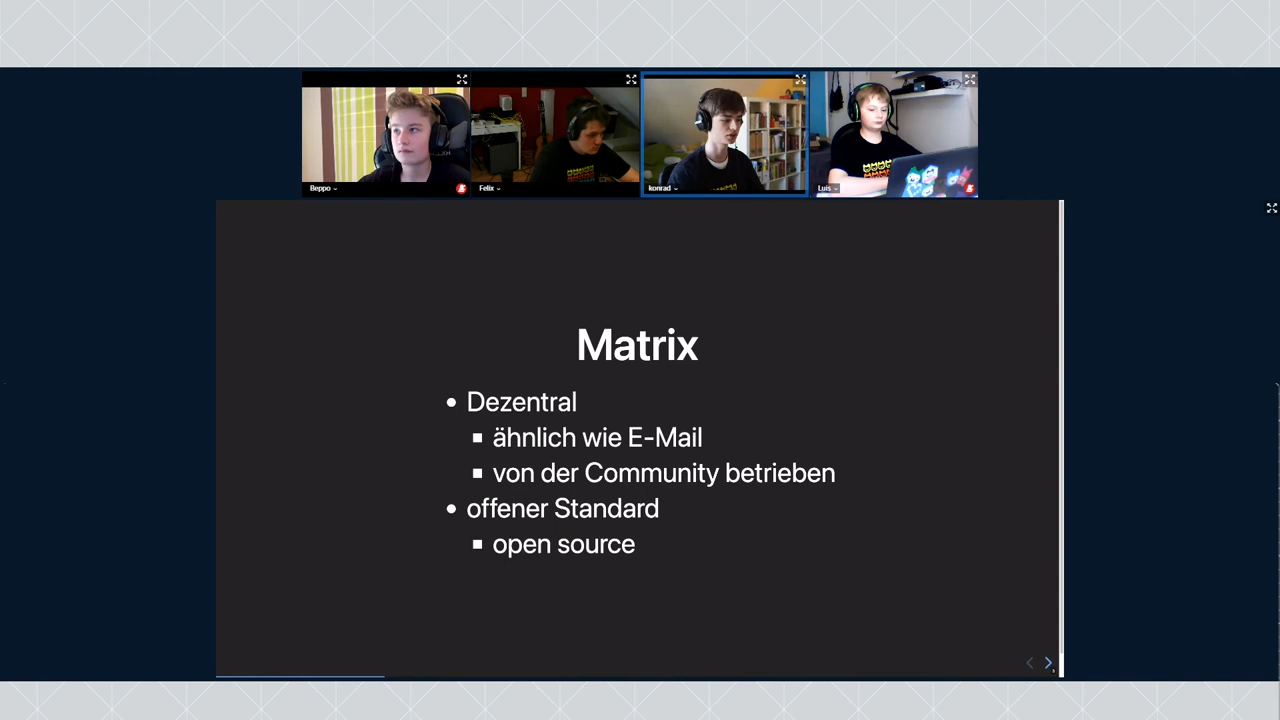 Beppo
Felix
konrad
Luis
Matrix
Dezentral
ähnlich wie E-Mail
von der Community betrieben
offener Standard
open source